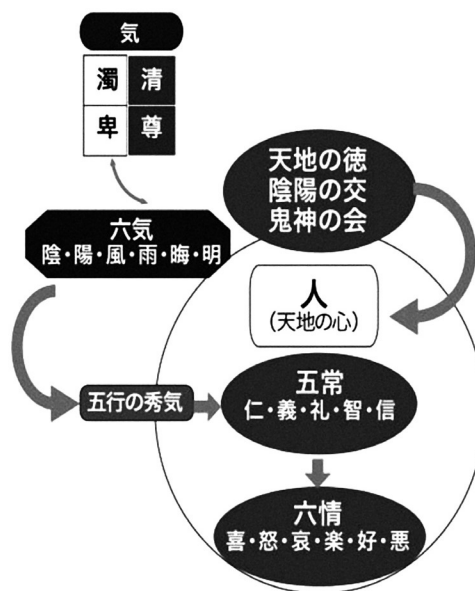 気
濁 清
卑 尊
天地の徳
陰陽の交
鬼神の会
六気
陰・陽・風・雨・晦・明
人
(天地の心)
五行の秀気
五常
仁・義・礼・智・信
六情
喜・怒・哀・楽・好・悪